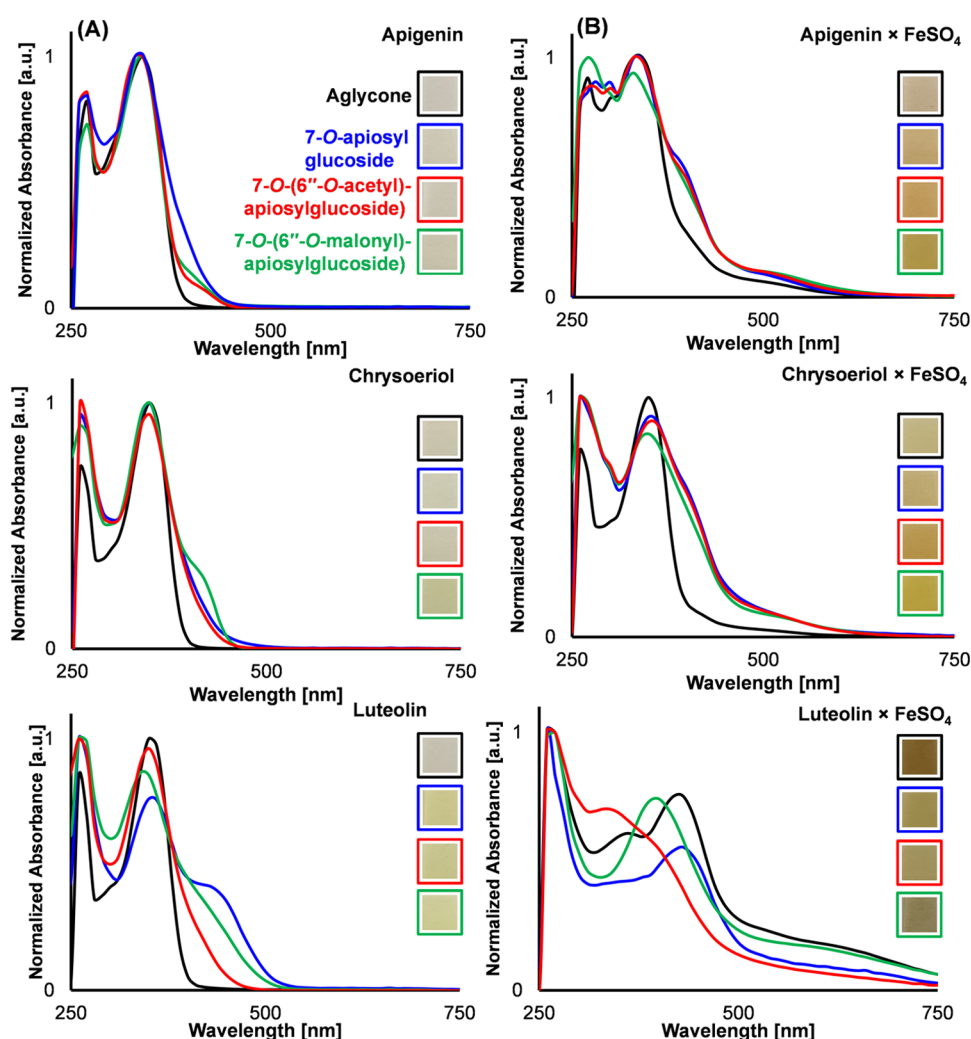 (A)
Apigenin
Normalized Absorbance [a.u.]
1
0
Aglycone
7-O-apiosyl
glucoside
7-O-(6″-O-acetyl)-
apiosylglucoside)
7-O-(6″-O-malonyl)-
apiosylglucoside)
250
500
750
Wavelength [nm]
(B)
Apigenin × FeSO₄
Normalized Absorbance [a.u.]
1
0
250
500
750
Wavelength [nm]
Chrysoeriol
Normalized Absorbance [a.u.]
1
0
250
500
750
Wavelength [nm]
Chrysoeriol × FeSO₄
Normalized Absorbance [a.u.]
1
0
250
500
750
Wavelength [nm]
Luteolin
Normalized Absorbance [a.u.]
1
0
250
500
750
Wavelength [nm]
Luteolin × FeSO₄
Normalized Absorbance [a.u.]
1
0
250
500
750
Wavelength [nm]